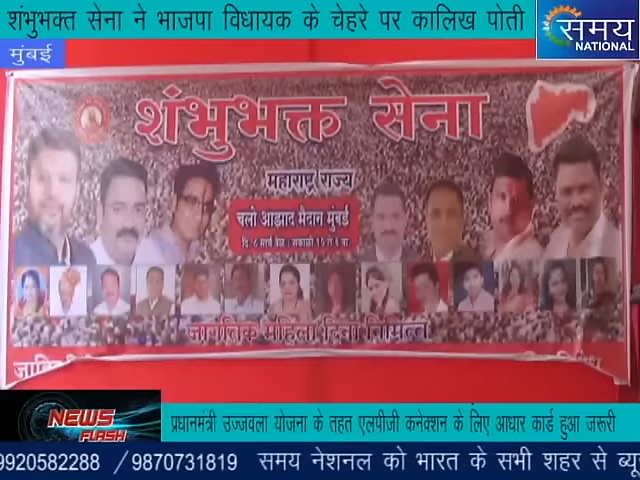 शंभुभक्त सेना ने भाजपा विधायक के चेहरे पर कालिख पोती
समय
NATIONAL
मुंबई
शंभुभक्त सेना
महाराष्ट्र राज्य
चलो आझाद मैदान मुंबई
जागतिक महिला दिना निमित्त
NEWS
FLASH
प्रधानमंत्री उज्जवला योजना के तहत एलपीजी कनेक्शन के लिए आधार कार्ड हुआ जरूरी
9920582288 / 9870731819 समय नेशनल को भारत के सभी शहर से ब्यू